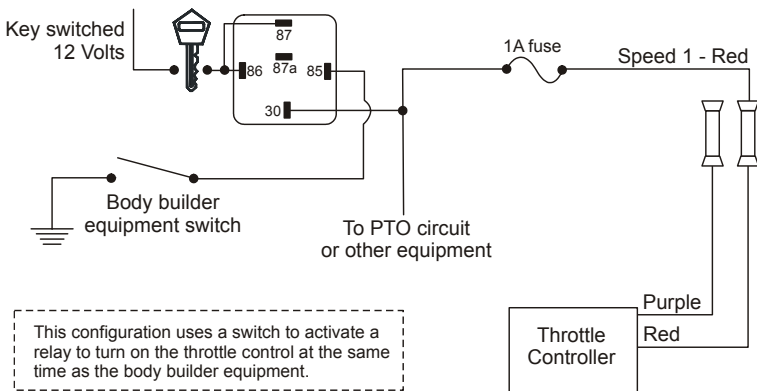 Key switched
12 Volts
87
87a
86
85
30
1A fuse
Speed 1 - Red
Body builder
equipment switch
To PTO circuit
or other equipment
Purple
Red
Throttle
Controller
This configuration uses a switch to activate a
relay to turn on the throttle control at the same
time as the body builder equipment.